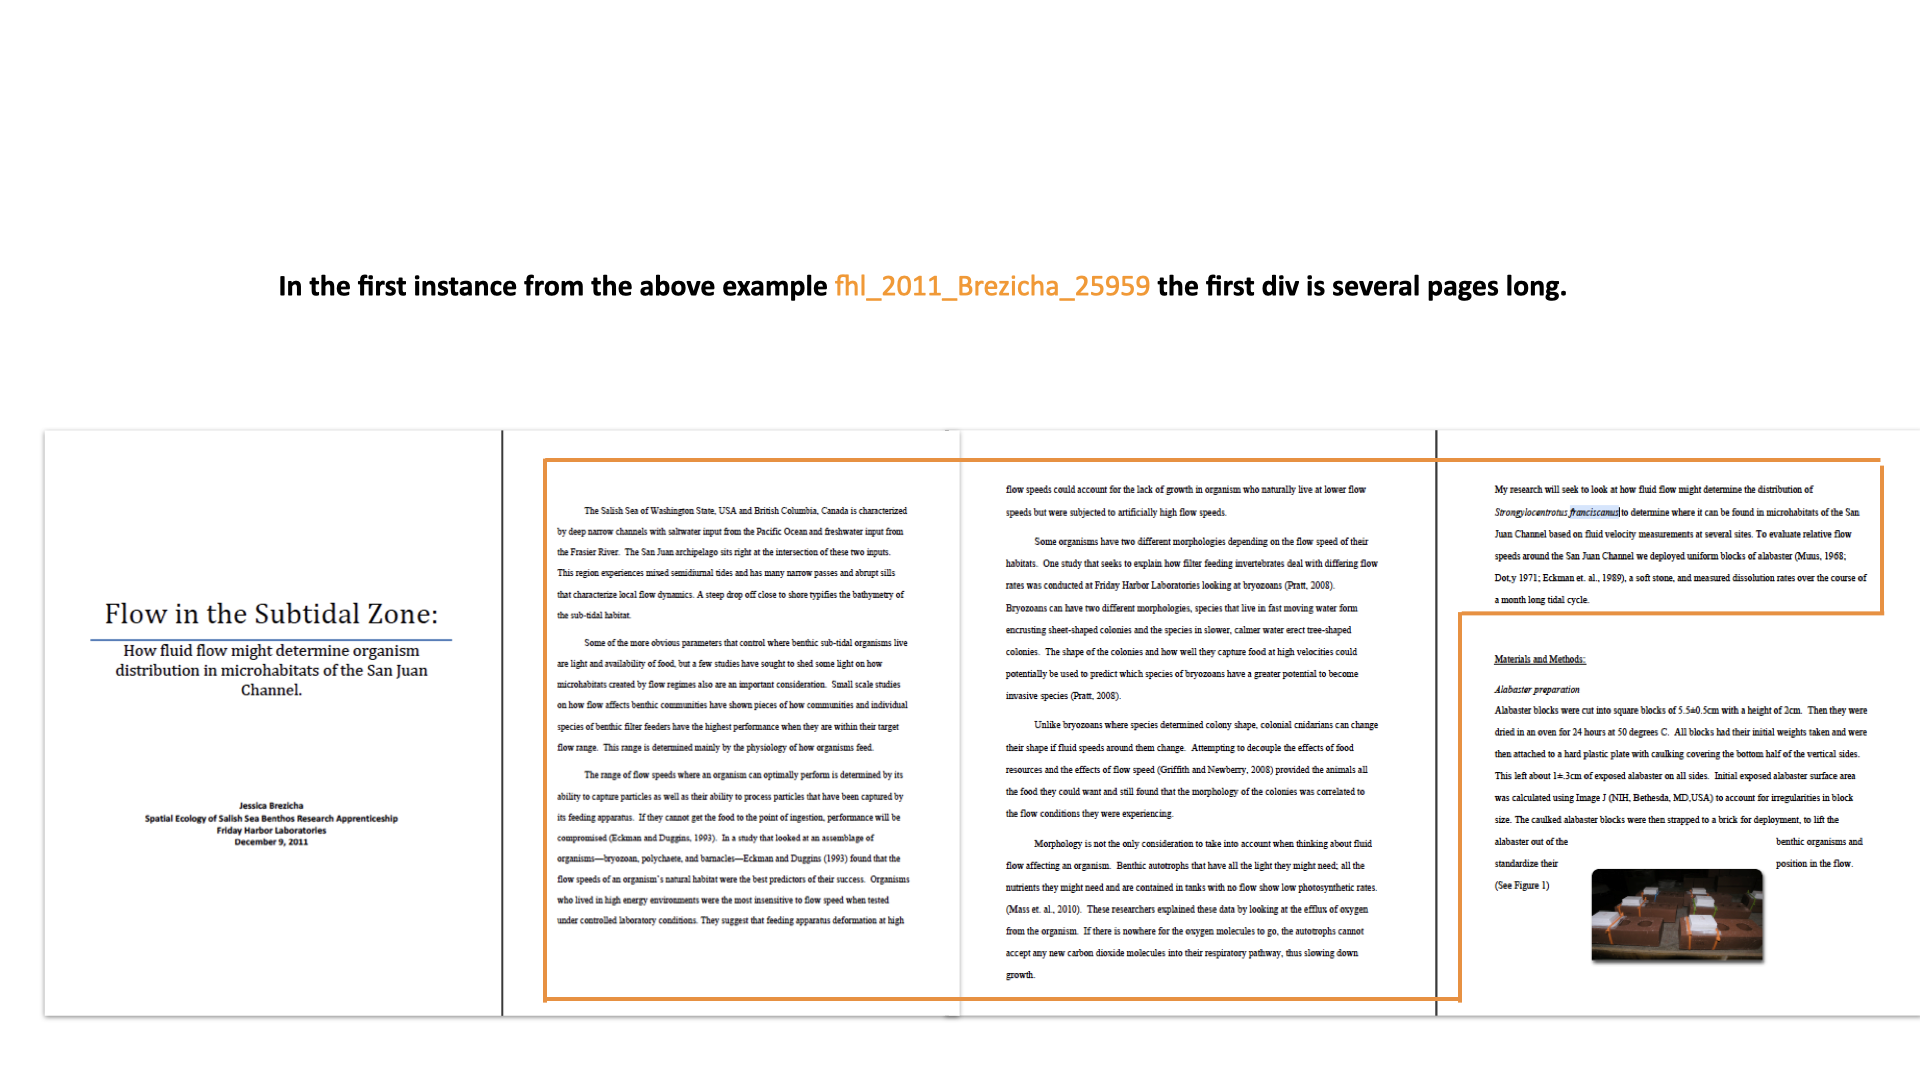 In the first instance from the above example fhl_2011_Brezicha_25959 the first div is several pages long.
Flow in the Subtidal Zone:
How fluid flow might determine organism
distribution in microhabitats of the San Juan
Channel.
Jessica Brezicha
Spatial Ecology of Salish Sea Benthos Research Apprenticeship
Friday Harbor Laboratories
December 9, 2011
The Salish Sea of Washington State, USA and British Columbia, Canada is characterized
by deep narrow channels with saltwater input from the Pacific Ocean and freshwater input from
the Frasier River.  The San Juan archipelago sits right at the intersection of these two inputs.
This region experiences mixed semidiurnal tides and has many narrow passes and abrupt sills
that characterize local flow dynamics. A steep drop off close to shore typifies the bathymetry of
the sub-tidal habitat.
Some of the more obvious parameters that control where benthic sub-tidal organisms live
are light and availability of food, but a few studies have sought to shed some light on how
microhabitats created by flow regimes also are an important consideration.  Small scale studies
on how flow affects benthic communities have shown pieces of how communities and individual
species of benthic filter feeders have the highest performance when they are within their target
flow range.  This range is determined mainly by the physiology of how organisms feed.
The range of flow speeds where an organism can optimally perform is determined by its
ability to capture particles as well as their ability to process particles that have been captured by
its feeding apparatus.  If they cannot get the food to the point of ingestion, performance will be
compromised (Eckman and Duggins, 1993).  In a study that looked at an assemblage of
organisms—bryozoan, polychaete, and barnacles—Eckman and Duggins (1993) found that the
flow speeds of an organism's natural habitat were the best predictors of their success.  Organisms
who lived in high energy environments were the most insensitive to flow speed when tested
under controlled laboratory conditions. They suggest that feeding apparatus deformation at high
flow speeds could account for the lack of growth in organism who naturally live at lower flow
speeds but were subjected to artificially high flow speeds.
Some organisms have two different morphologies depending on the flow speed of their
habitats.  One study that seeks to explain how filter feeding invertebrates deal with differing flow
rates was conducted at Friday Harbor Laboratories looking at bryozoans (Pratt, 2008).
Bryozoans can have two different morphologies, species that live in fast moving water form
encrusting sheet-shaped colonies and the species in slower, calmer water erect tree-shaped
colonies.  The shape of the colonies and how well they capture food at high velocities could
potentially be used to predict which species of bryozoans have a greater potential to become
invasive species (Pratt, 2008).
Unlike bryozoans where species determined colony shape, colonial cnidarians can change
their shape if fluid speeds around them change.  Attempting to decouple the effects of food
resources and the effects of flow speed (Griffith and Newberry, 2008) provided the animals all
the food they could want and still found that the morphology of the colonies was correlated to
the flow conditions they were experiencing.
Morphology is not the only consideration to take into account when thinking about fluid
flow affecting an organism.  Benthic autotrophs that have all the light they might need; all the
nutrients they might need and are contained in tanks with no flow show low photosynthetic rates.
(Mass et. al., 2010).  These researchers explained these data by looking at the efflux of oxygen
from the organism.  If there is nowhere for the oxygen molecules to go, the autotrophs cannot
accept any new carbon dioxide molecules into their respiratory pathway, thus slowing down
growth.
My research will seek to look at how fluid flow might determine the distribution of
Strongylocentrotus franciscanus to determine where it can be found in microhabitats of the San
Juan Channel based on fluid velocity measurements at several sites. To evaluate relative flow
speeds around the San Juan Channel we deployed uniform blocks of alabaster (Muus, 1968;
Dot,y 1971; Eckman et. al., 1989), a soft stone, and measured dissolution rates over the course of
a month long tidal cycle.
Materials and Methods:
Alabaster preparation
Alabaster blocks were cut into square blocks of 5.5±0.5cm with a height of 2cm.  Then they were
dried in an oven for 24 hours at 50 degrees C.  All blocks had their initial weights taken and were
then attached to a hard plastic plate with caulking covering the bottom half of the vertical sides.
This left about 1±.3cm of exposed alabaster on all sides.  Initial exposed alabaster surface area
was calculated using Image J (NIH, Bethesda, MD,USA) to account for irregularities in block
size. The caulked alabaster blocks were then strapped to a brick for deployment, to lift the
alabaster out of the benthic organisms and
standardize their position in the flow.
(See Figure 1)